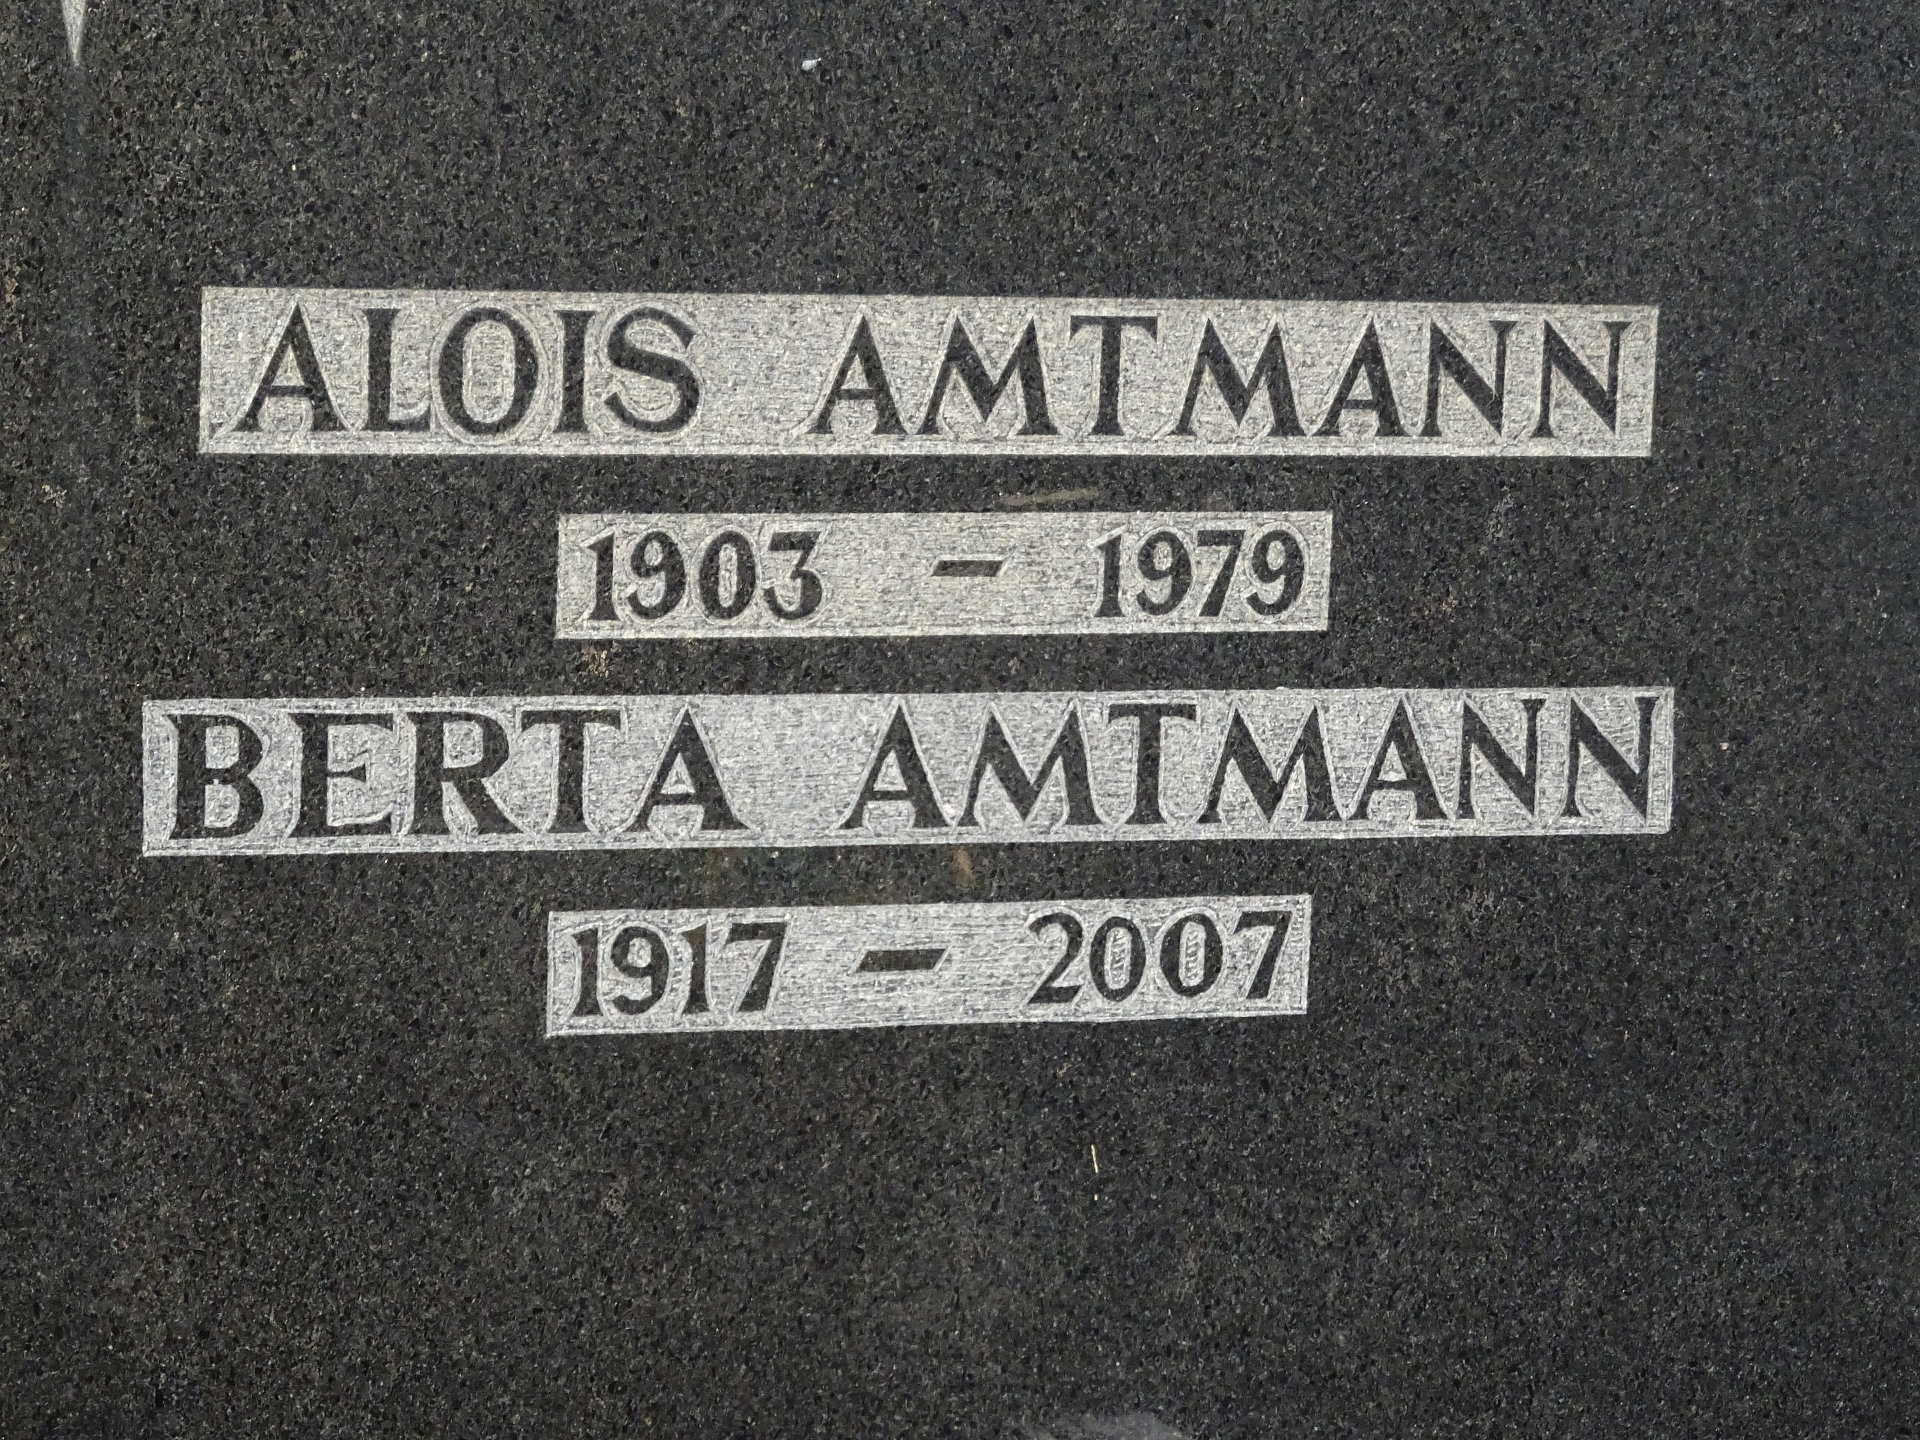 ALOIS AMTMANN
1903 - 1979
BERTA AMTMANN
1917 - 2007